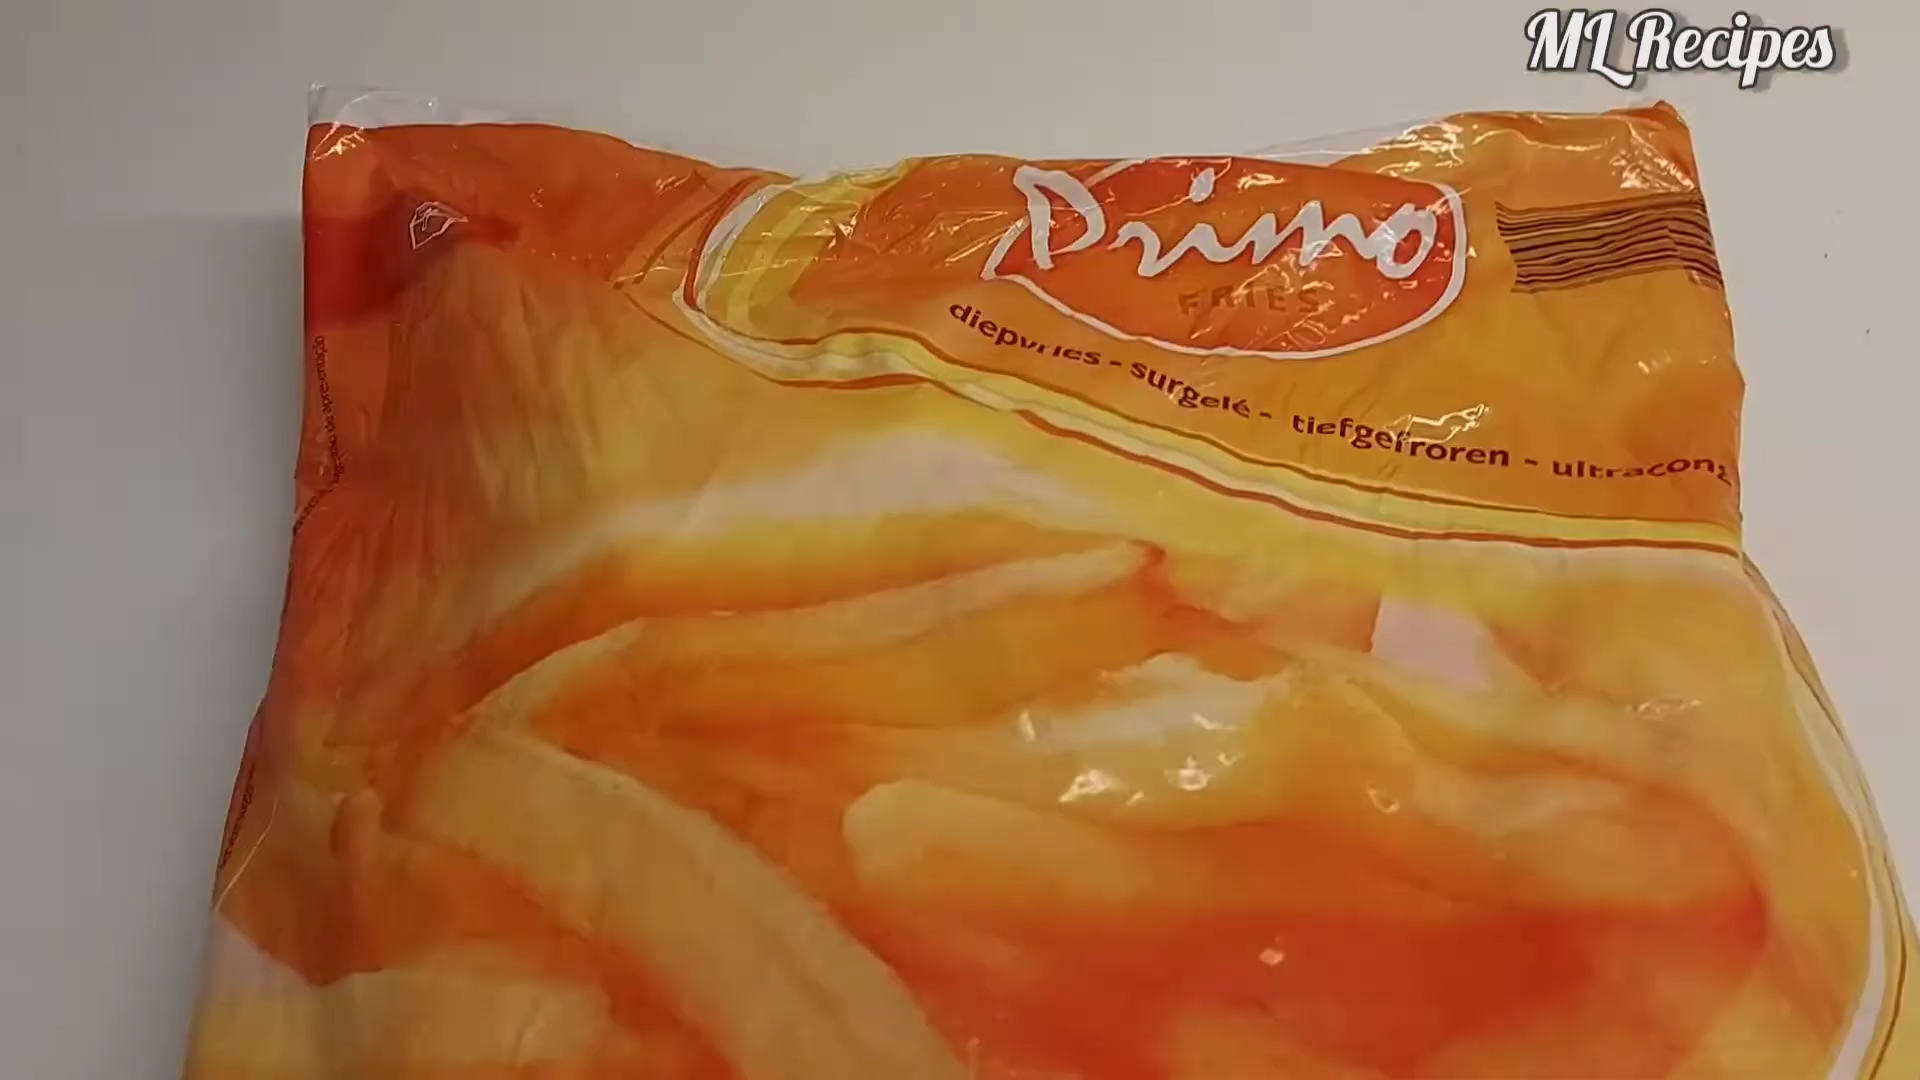 ML Recipes
Primo
FRIES
diepvries - surgelé - tiefgefroren - ultracong